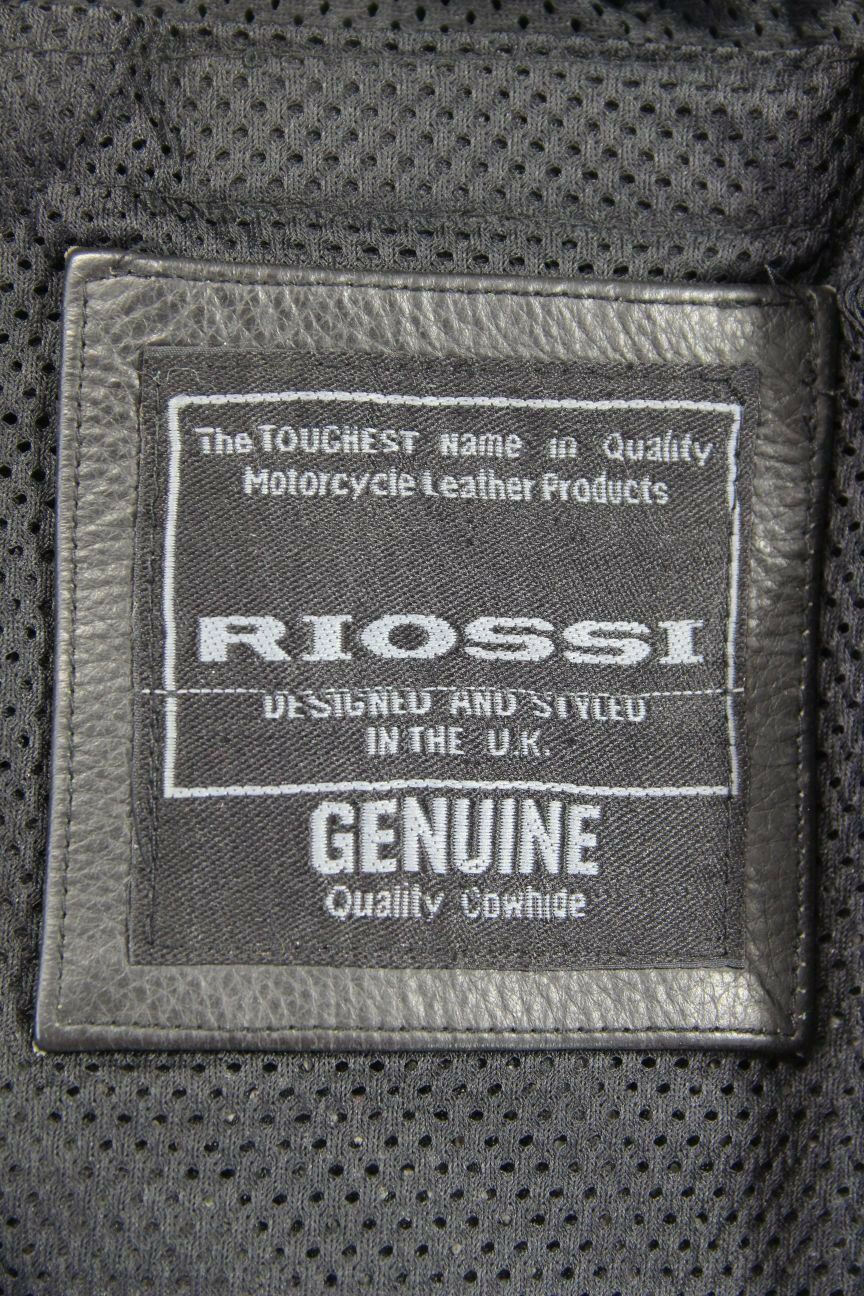 The TOUGHEST Name in Quality
Motorcycle Leather Products
RIOSSI
DESIGNED AND STYLED
IN THE U.K.
GENUINE
Quality Cowhide